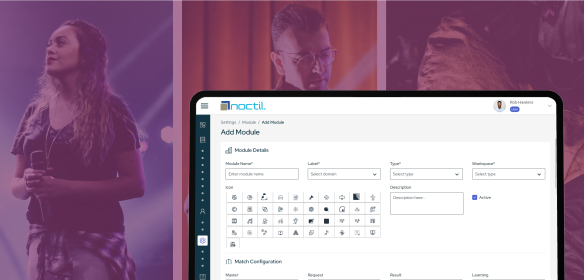 noctil.
Rob Hawkins
Settings / Module / Add Module
Add Module
Module Details
Module Name*
Label*
Type*
Workspace*
Enter module name
Select domain
Select type
Select type
Icon
Description
Description here...
Active
Match Configuration
Master
Request
Result
Learning